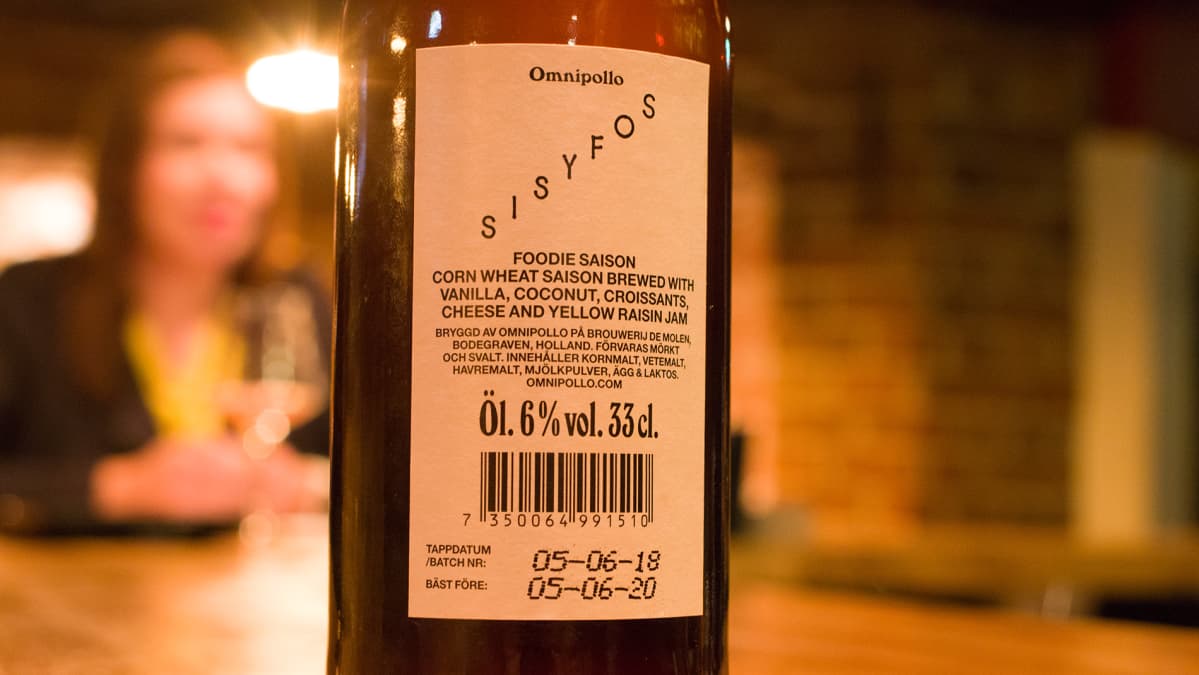 Omnipollo
SISYFOS
FOODIE SAISON
CORN WHEAT SAISON BREWED WITH
VANILLA, COCONUT, CROISSANTS,
CHEESE AND YELLOW RAISIN JAM
BRYGGD AV OMNIPOLLO PÅ BROUWERIJ DE MOLEN,
BODEGRAVEN, HOLLAND. FÖRVARAS MÖRKT
OCH SVALT. INNEHÅLLER KORNMALT, VETEMALT,
HAVREMALT, MJÖLKPULVER, ÄGG & LAKTOS.
OMNIPOLLO.COM
Öl. 6% vol. 33 cl.
7 350064 991510
TAPPDATUM
/BATCH NR: 05-06-18
BÄST FÖRE: 05-06-20